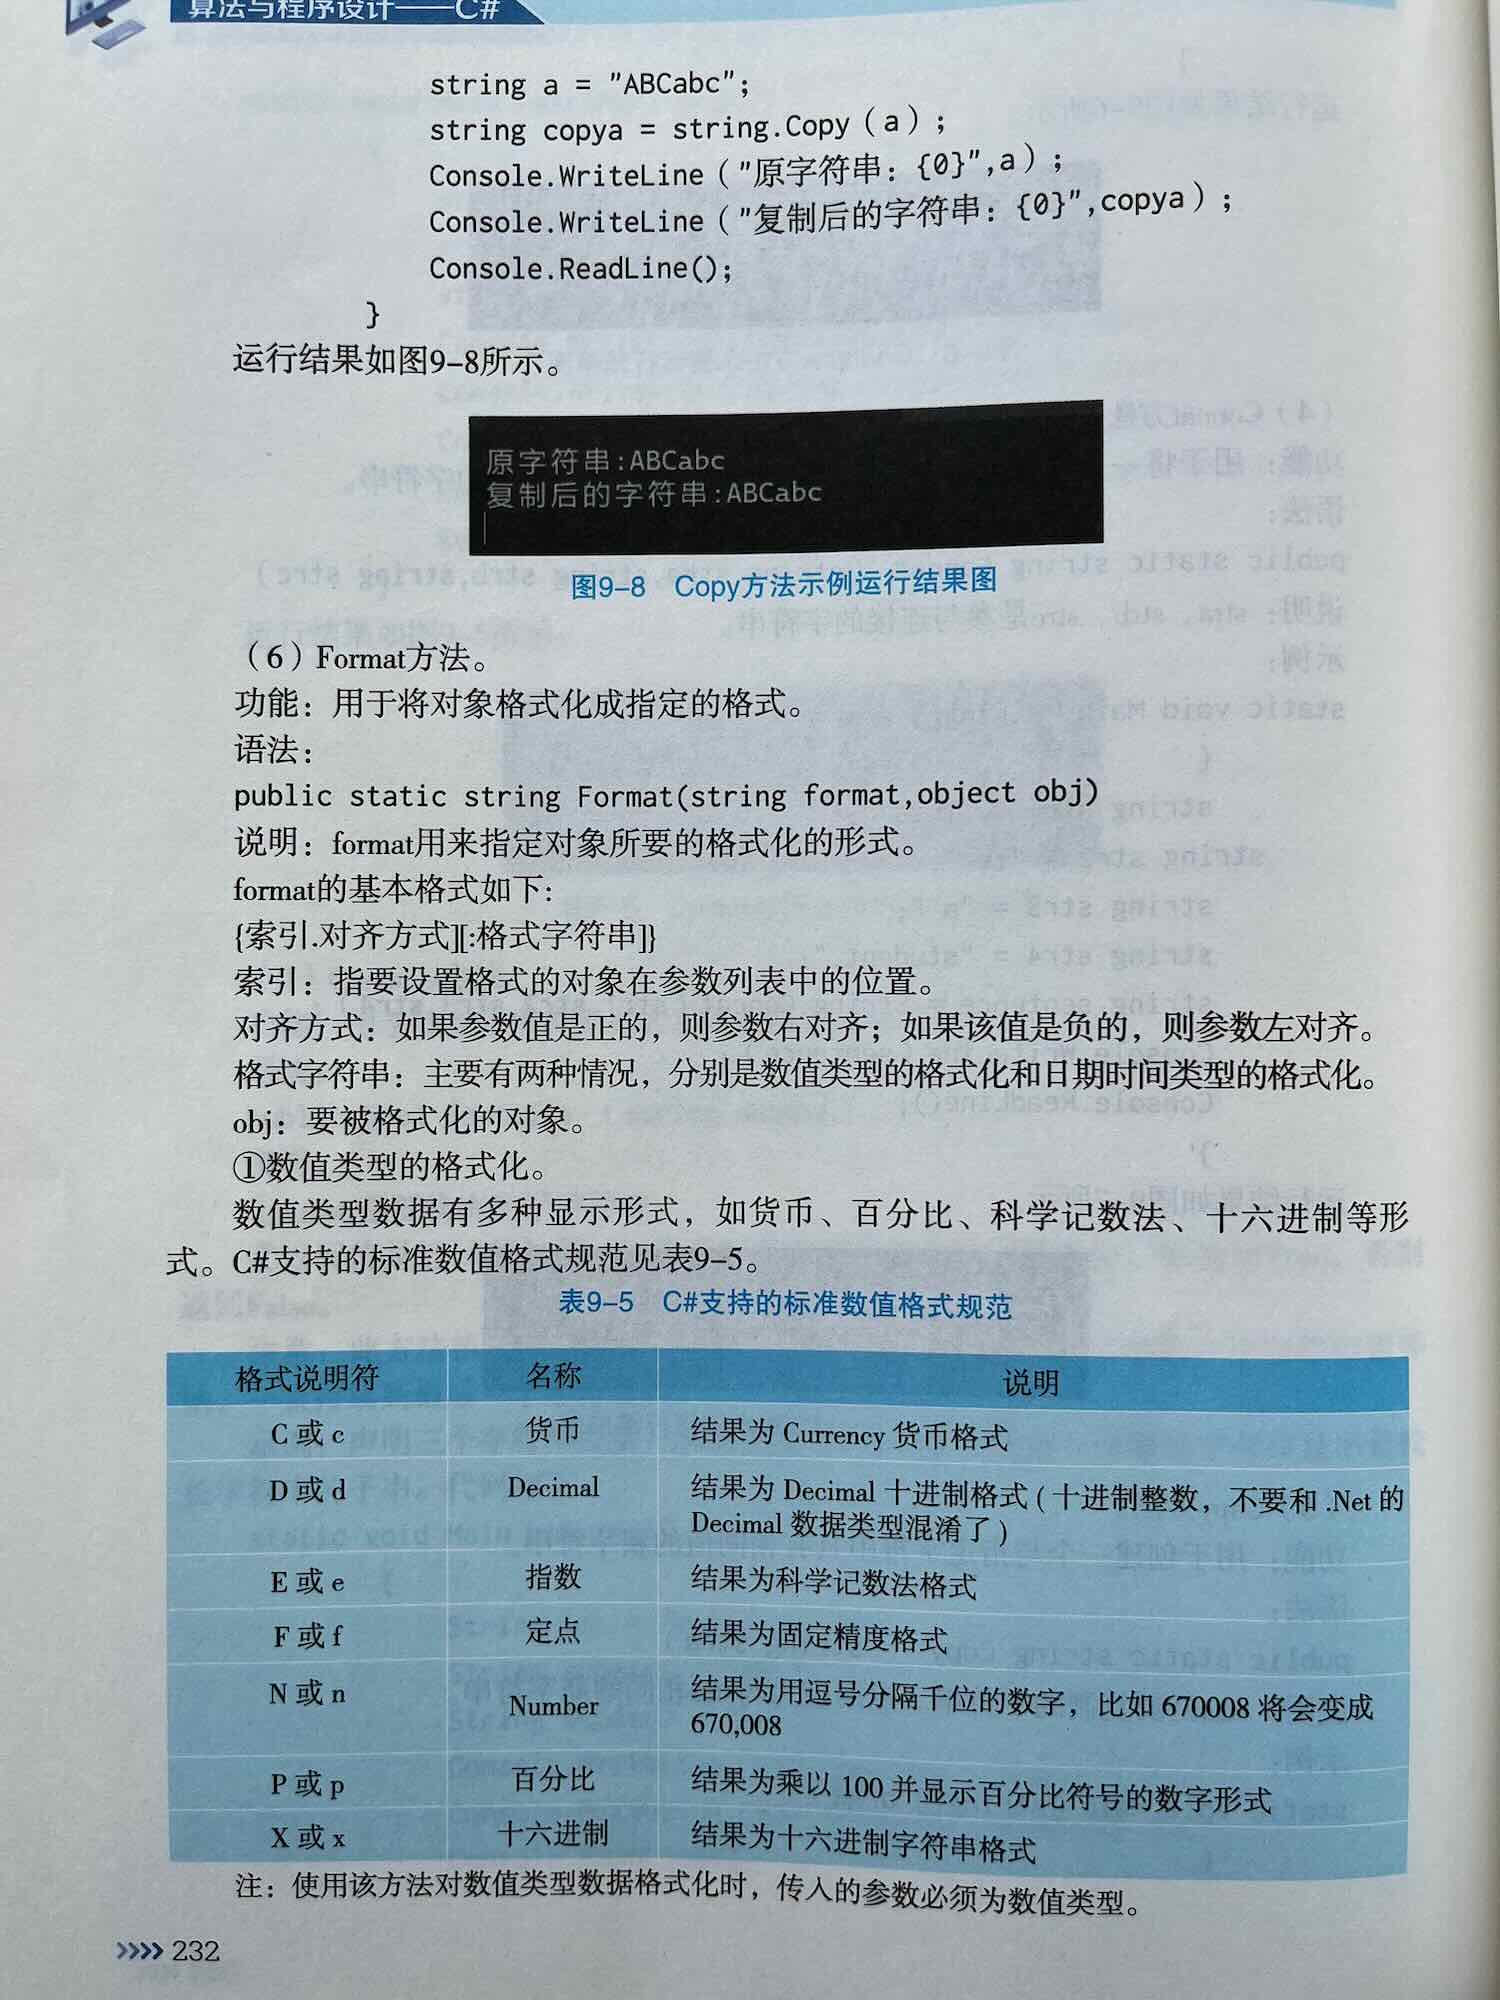 算法与程序设计——C#
string a = "ABCabc";
string copya = string.Copy（a）;
Console.WriteLine（"原字符串：{0}",a）;
Console.WriteLine（"复制后的字符串：{0}",copya）;
Console.ReadLine();
}
运行结果如图9-8所示。
原字符串:ABCabc
复制后的字符串:ABCabc
图9-8 Copy方法示例运行结果图
（6）Format方法。
功能：用于将对象格式化成指定的格式。
语法：
public static string Format(string format,object obj)
说明：format用来指定对象所要的格式化的形式。
format的基本格式如下:
{索引.对齐方式][:格式字符串]}
索引：指要设置格式的对象在参数列表中的位置。
对齐方式：如果参数值是正的，则参数右对齐；如果该值是负的，则参数左对齐。
格式字符串：主要有两种情况，分别是数值类型的格式化和日期时间类型的格式化。
obj：要被格式化的对象。
①数值类型的格式化。
数值类型数据有多种显示形式，如货币、百分比、科学记数法、十六进制等形
式。C#支持的标准数值格式规范见表9-5。
表9-5 C#支持的标准数值格式规范
格式说明符 名称 说明
C 或 c 货币 结果为 Currency 货币格式
D 或 d Decimal 结果为 Decimal 十进制格式 ( 十进制整数，不要和 .Net 的
Decimal 数据类型混淆了 )
E 或 e 指数 结果为科学记数法格式
F 或 f 定点 结果为固定精度格式
N 或 n Number 结果为用逗号分隔千位的数字，比如 670008 将会变成
670,008
P 或 p 百分比 结果为乘以 100 并显示百分比符号的数字形式
X 或 x 十六进制 结果为十六进制字符串格式
注：使用该方法对数值类型数据格式化时，传入的参数必须为数值类型。
232